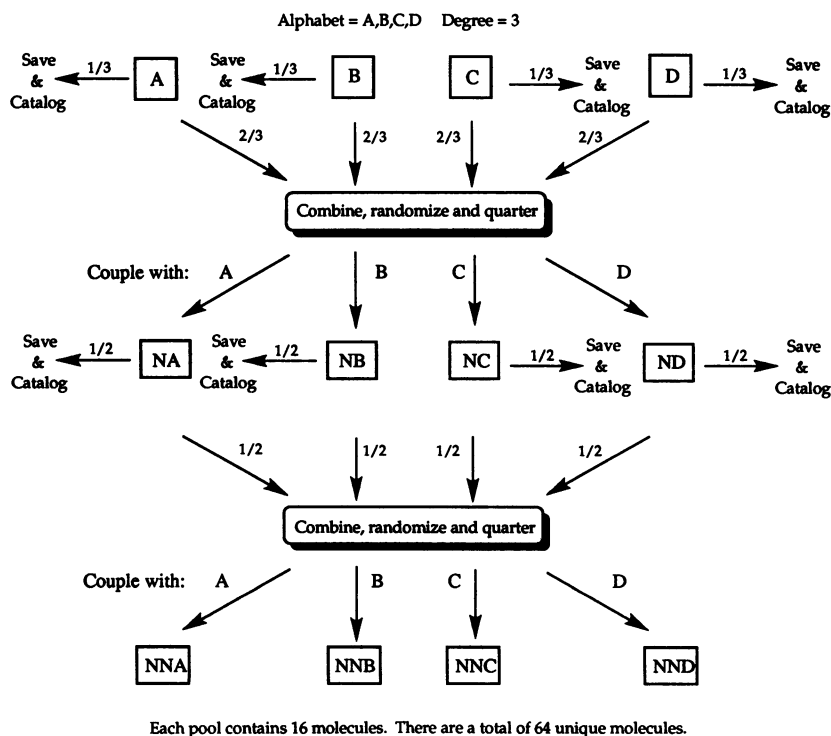 Alphabet = A,B,C,D Degree = 3
Save & Catalog 1/3 A Save & Catalog 1/3 B C 1/3 Save & Catalog D 1/3 Save & Catalog
2/3 2/3 2/3 2/3
Combine, randomize and quarter
Couple with: A B C D
Save & Catalog 1/2 NA Save & Catalog 1/2 NB NC 1/2 Save & Catalog ND 1/2 Save & Catalog
1/2 1/2 1/2 1/2
Combine, randomize and quarter
Couple with: A B C D
NNA NNB NNC NND
Each pool contains 16 molecules. There are a total of 64 unique molecules.